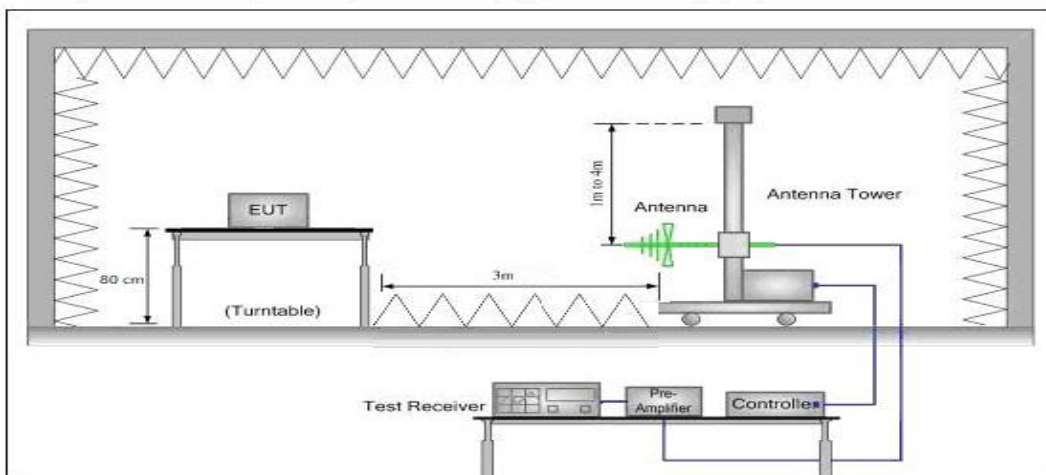 1m to 4m
Antenna Tower
Antenna
EUT
80 cm
3m
(Turntable)
Test Receiver
Pre-
Amplifier
Controller